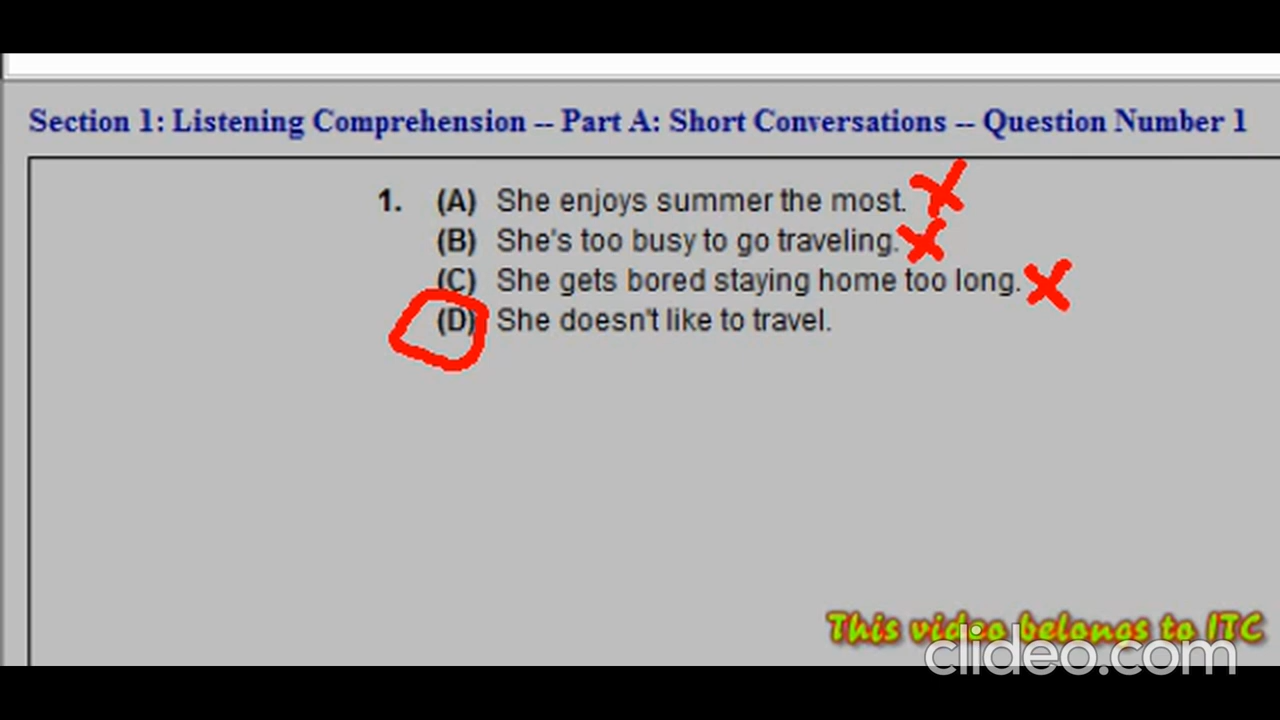 Section 1: Listening Comprehension -- Part A: Short Conversations -- Question Number 1
1. (A) She enjoys summer the most.
(B) She's too busy to go traveling.
(C) She gets bored staying home too long.
(D) She doesn't like to travel.
This video belongs to ITC
clideo.com